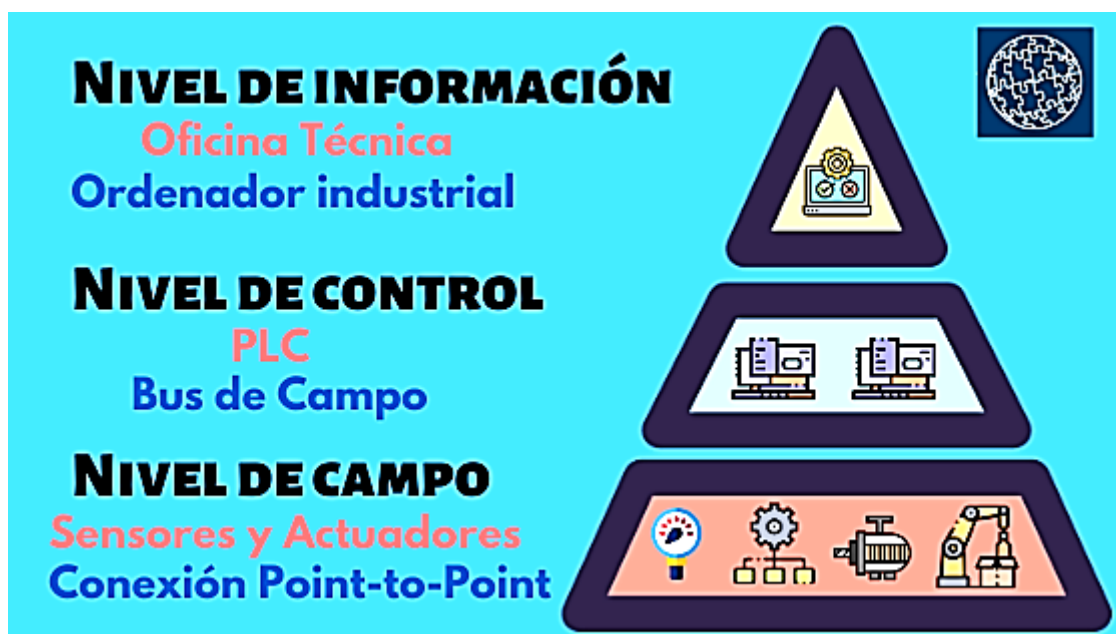 NIVEL DE INFORMACIÓN
Oficina Técnica
Ordenador industrial
NIVEL DE CONTROL
PLC
Bus de Campo
NIVEL DE CAMPO
Sensores y Actuadores
Conexión Point-to-Point